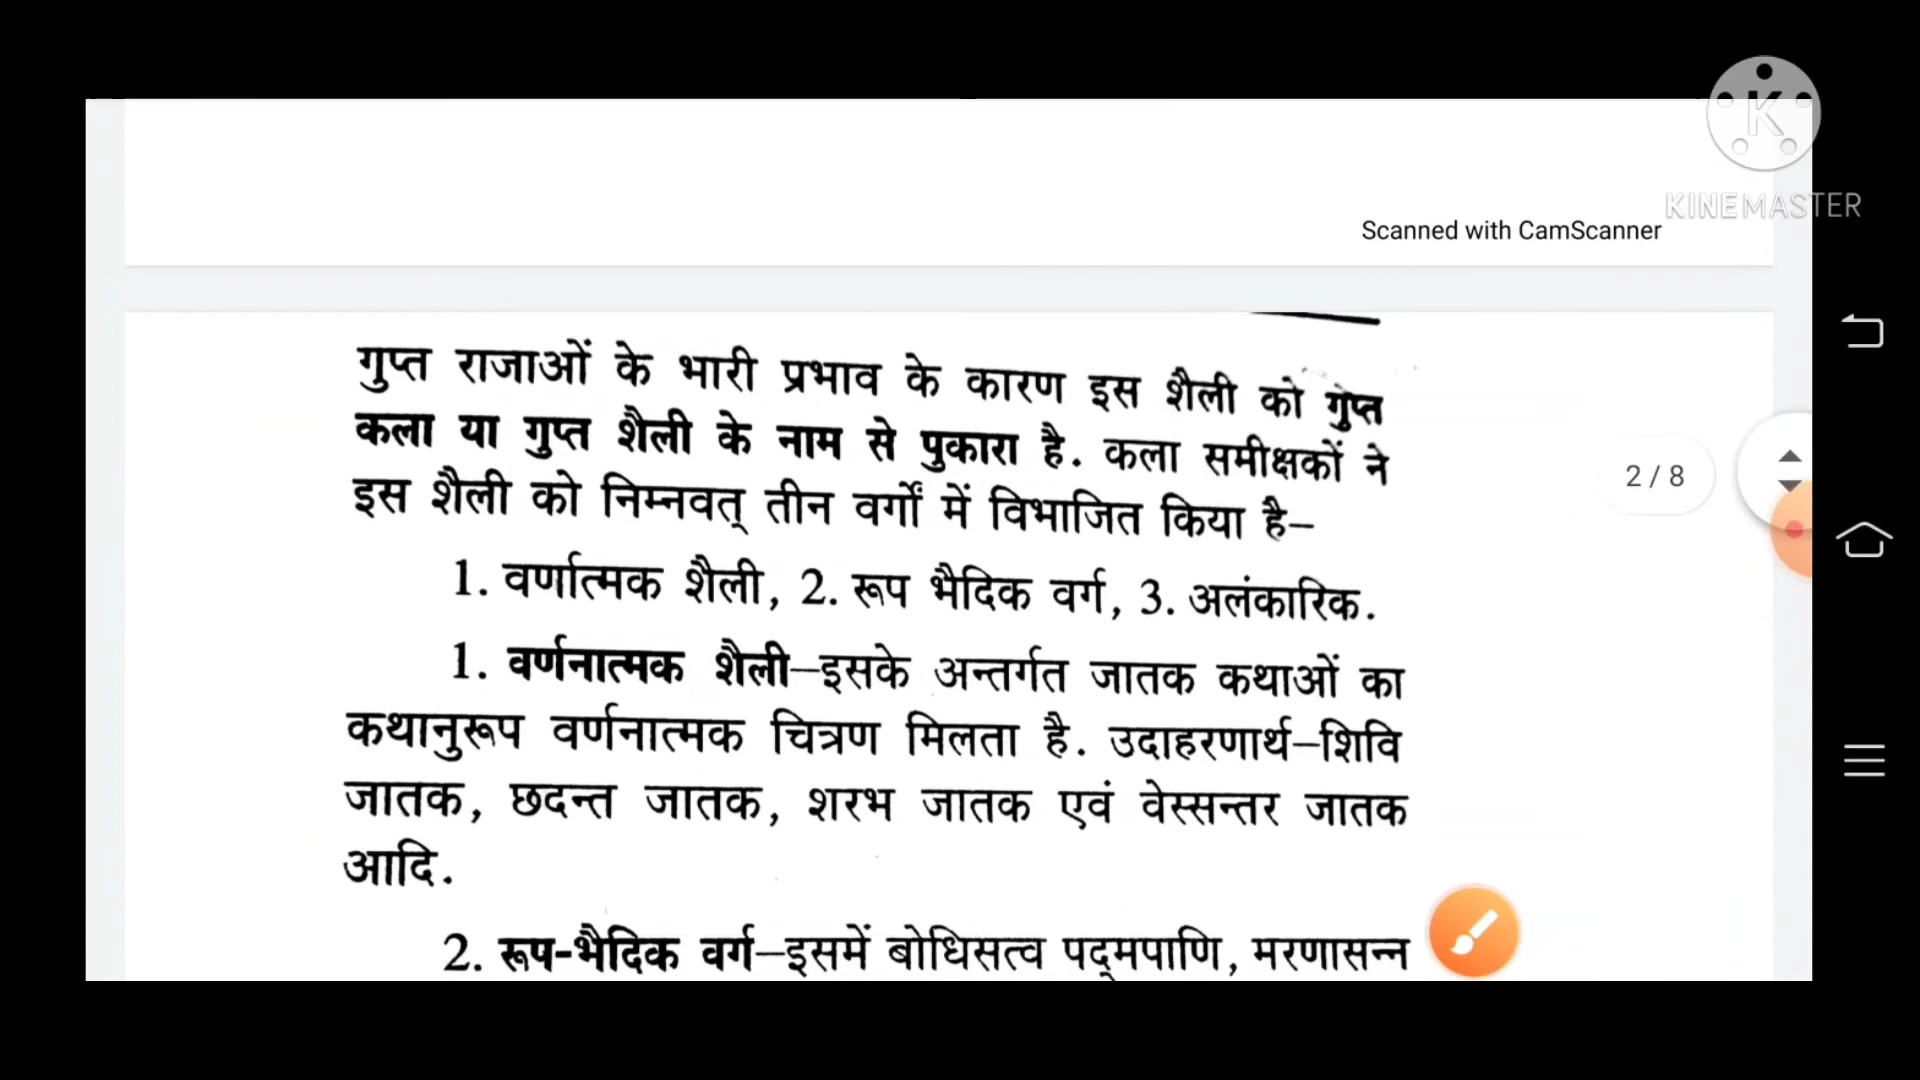 K
KINEMASTER
Scanned with CamScanner
गुप्त राजाओं के भारी प्रभाव के कारण इस शैली को गुप्त
कला या गुप्त शैली के नाम से पुकारा है. कला समीक्षकों ने
इस शैली को निम्नवत् तीन वर्गों में विभाजित किया है–
2 / 8
1. वर्णात्मक शैली, 2. रूप भैदिक वर्ग, 3. अलंकारिक.
1. वर्णनात्मक शैली–इसके अन्तर्गत जातक कथाओं का
कथानुरूप वर्णनात्मक चित्रण मिलता है. उदाहरणार्थ–शिवि
जातक, छदन्त जातक, शरभ जातक एवं वेस्सन्तर जातक
आदि.
2. रूप-भैदिक वर्ग–इसमें बोधिसत्व पद्मपाणि, मरणासन्न